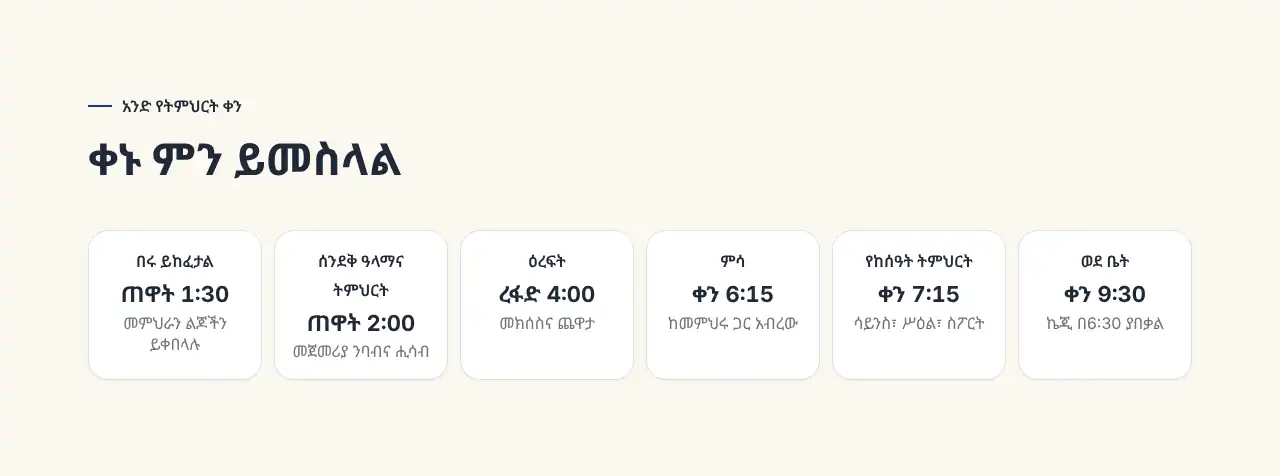 አንድ የትምህርት ቀን
ቀኑ ምን ይመስላል
በሩ ይከፈታል
ጠዋት 1:30
መምህራን ልጆችን
ይቀበላሉ
ሰንደቅ ዓላማና
ትምህርት
ጠዋት 2:00
መጀመሪያ ንባብና ሒሳብ
ዕረፍት
ረፋድ 4:00
መክሰስና ጨዋታ
ምሳ
ቀን 6:15
ከመምህሩ ጋር አብረው
የከሰዓት ትምህርት
ቀን 7:15
ሳይንስ፣ ሥዕል፣ ስፖርት
ወደ ቤት
ቀን 9:30
ኬጂ በ6:30 ያበቃል